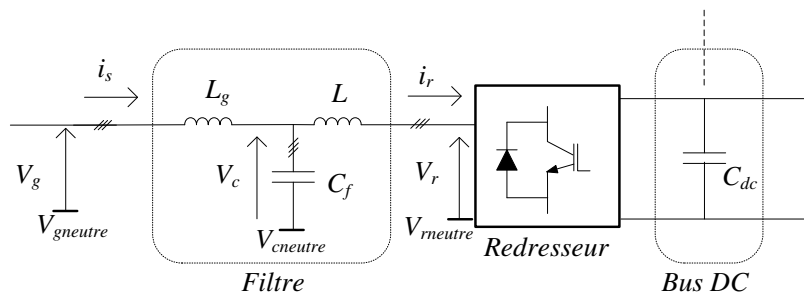 i_s
L_g
L
i_r
V_g
V_c
C_f
V_r
C_dc
V_gneutre
V_cneutre
V_rneutre
Redresseur
Filtre
Bus DC